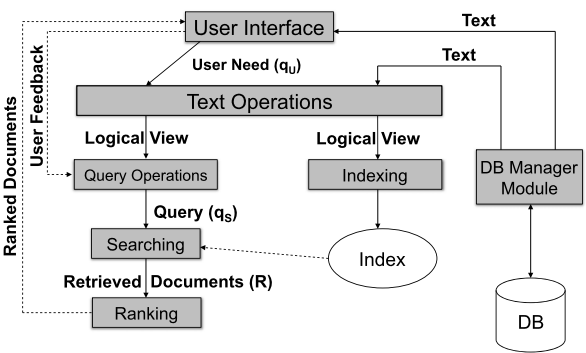 User Interface
Text
User Need (qU)
Text
Text Operations
Logical View
Logical View
User Feedback
Ranked Documents
Query Operations
Indexing
DB Manager
Module
Query (qS)
Searching
Index
Retrieved Documents (R)
Ranking
DB